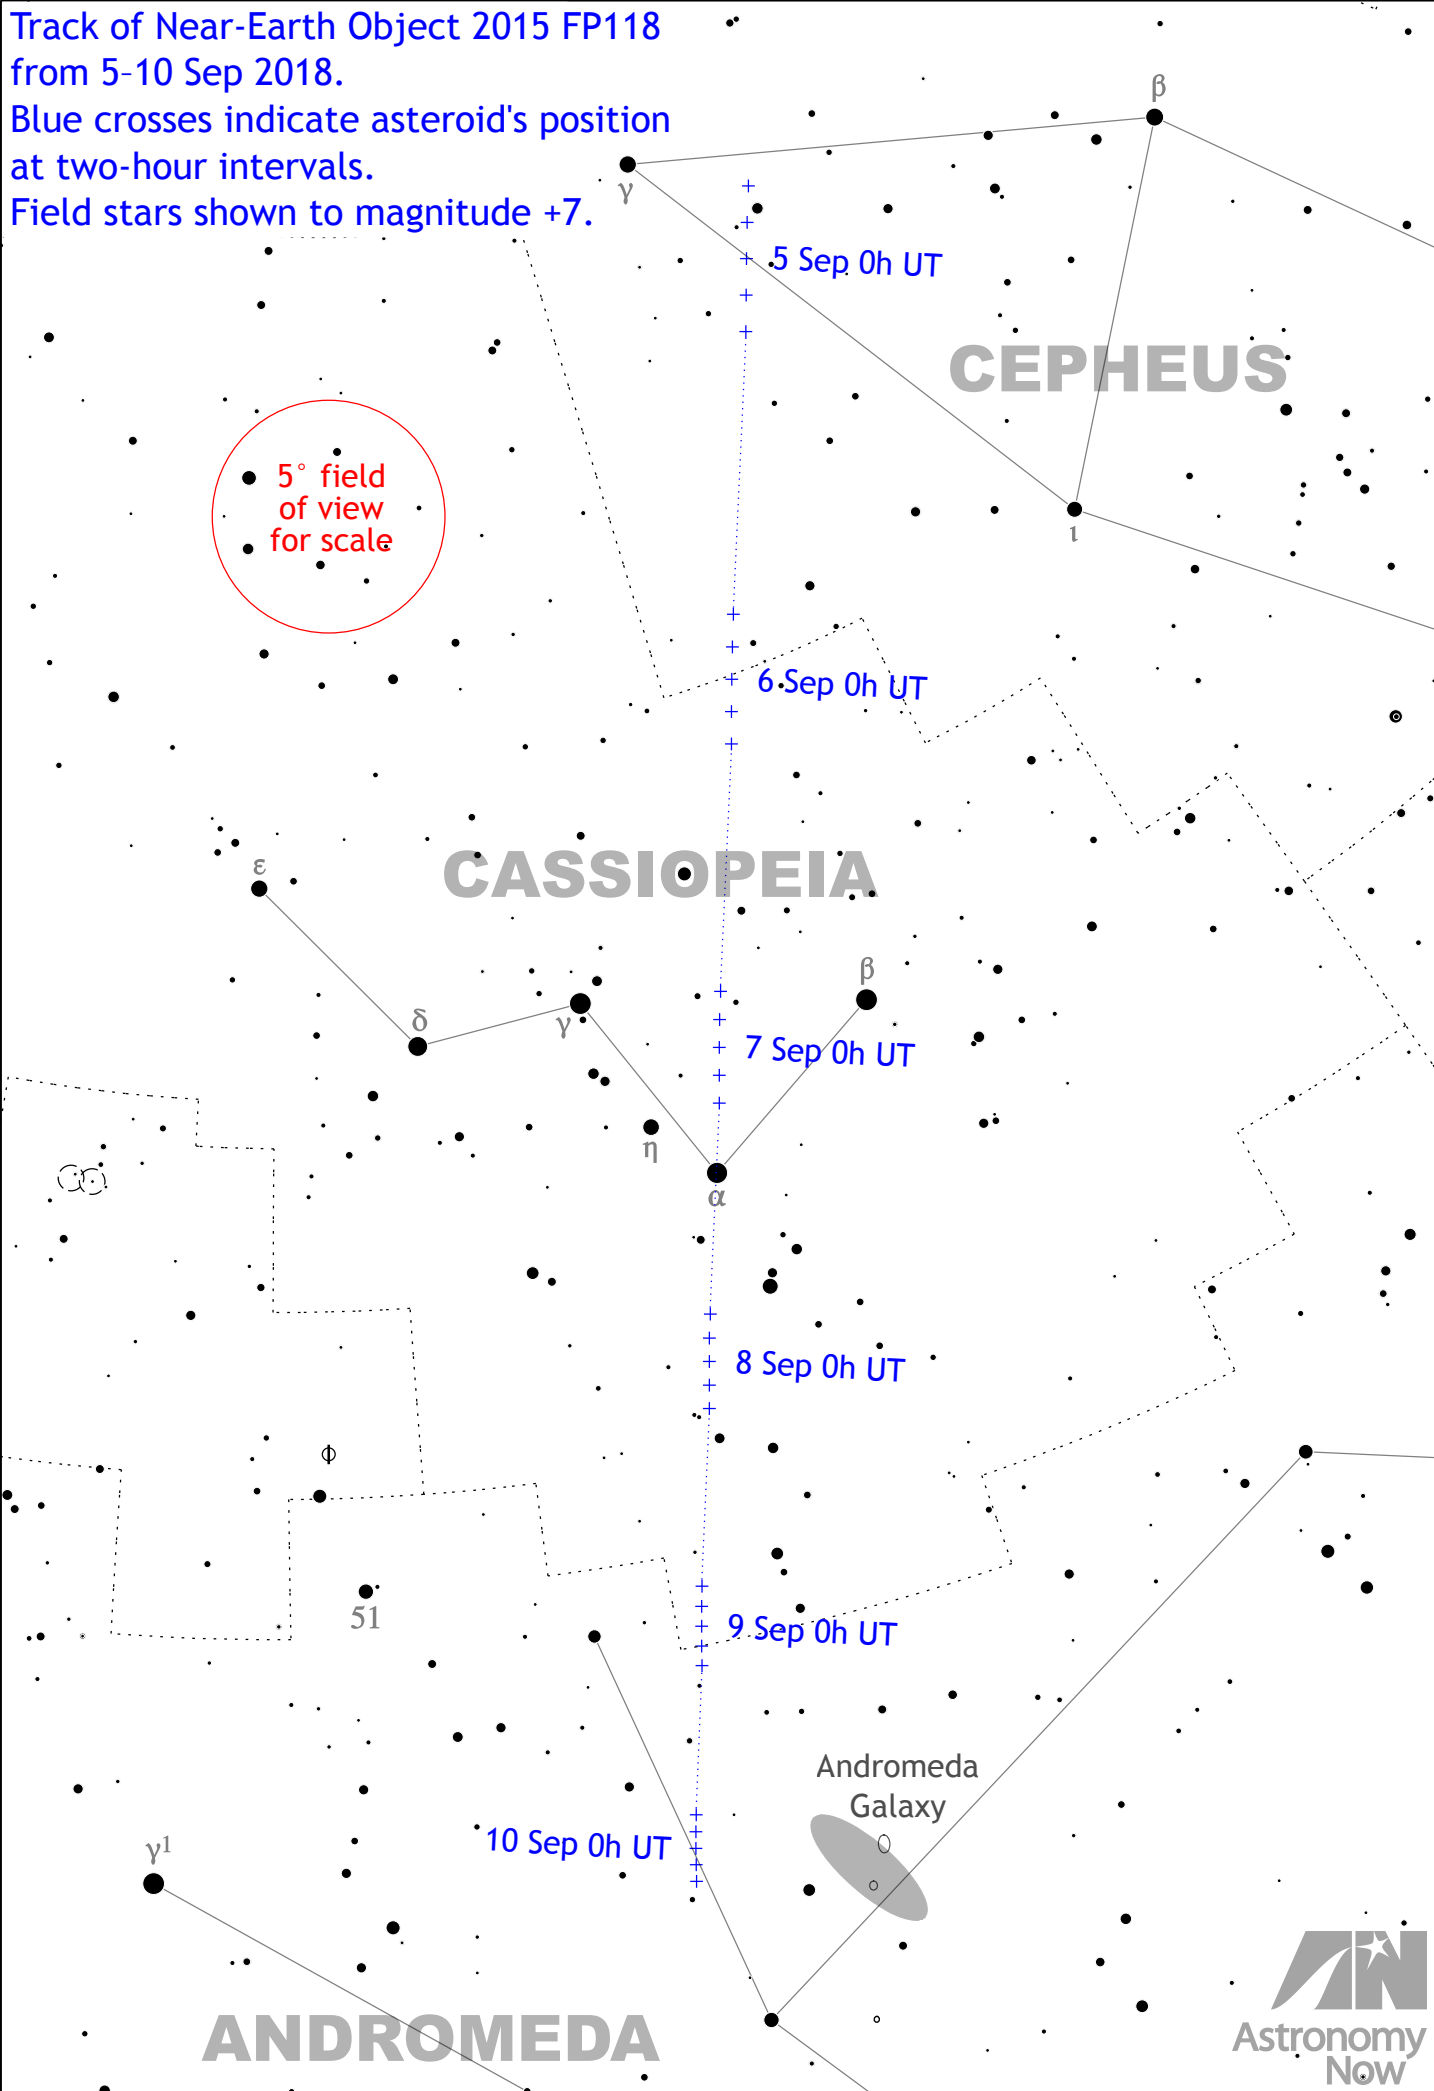 Track of Near-Earth Object 2015 FP118
from 5–10 Sep 2018.
Blue crosses indicate asteroid's position
at two-hour intervals.
Field stars shown to magnitude +7.
β
γ
5 Sep 0h UT
CEPHEUS
5° field
of view
for scale
ι
6 Sep 0h UT
CASSIOPEIA
ε
β
δ
γ
7 Sep 0h UT
η
α
8 Sep 0h UT
51
9 Sep 0h UT
Andromeda
Galaxy
10 Sep 0h UT
γ1
ANDROMEDA
AN
Astronomy
Now